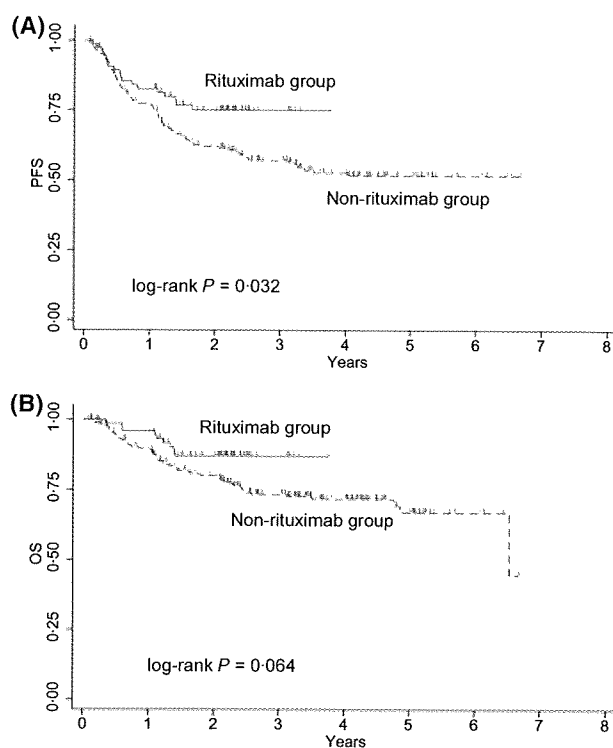 (A)
1·00
0·75
0·50
0·25
0·00
PFS
Rituximab group
Non-rituximab group
log-rank P = 0·032
0 1 2 3 4 5 6 7 8
Years
(B)
1·00
0·75
0·50
0·25
0·00
OS
Rituximab group
Non-rituximab group
log-rank P = 0·064
0 1 2 3 4 5 6 7 8
Years